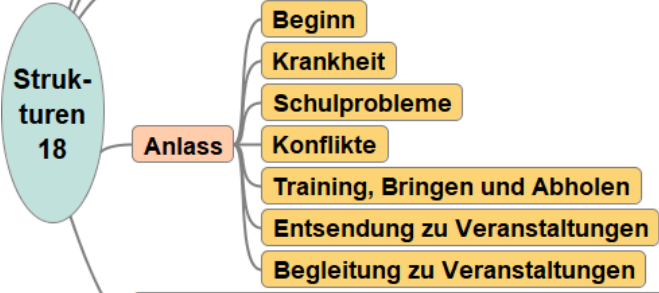 Struk-
turen
18
Anlass
Beginn
Krankheit
Schulprobleme
Konflikte
Training, Bringen und Abholen
Entsendung zu Veranstaltungen
Begleitung zu Veranstaltungen